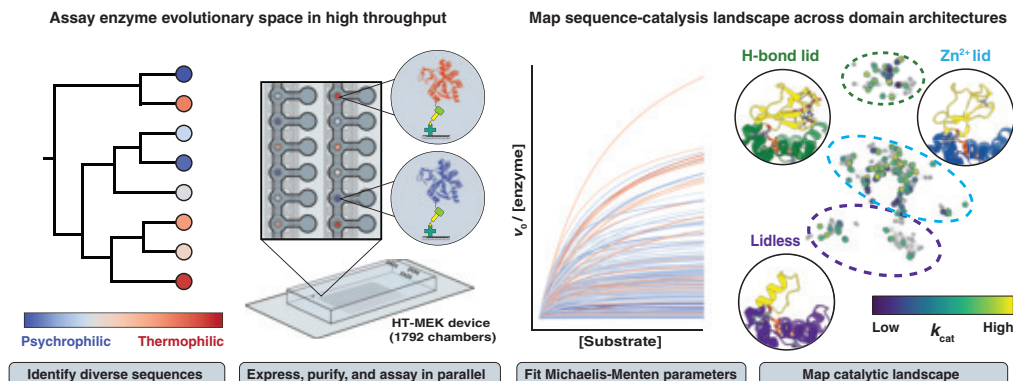 Assay enzyme evolutionary space in high throughput
Map sequence-catalysis landscape across domain architectures
H-bond lid
Zn²⁺ lid
v₀ / [enzyme]
Lidless
Psychrophilic
Thermophilic
HT-MEK device
(1792 chambers)
[Substrate]
Low
k_cat
High
Identify diverse sequences
Express, purify, and assay in parallel
Fit Michaelis-Menten parameters
Map catalytic landscape